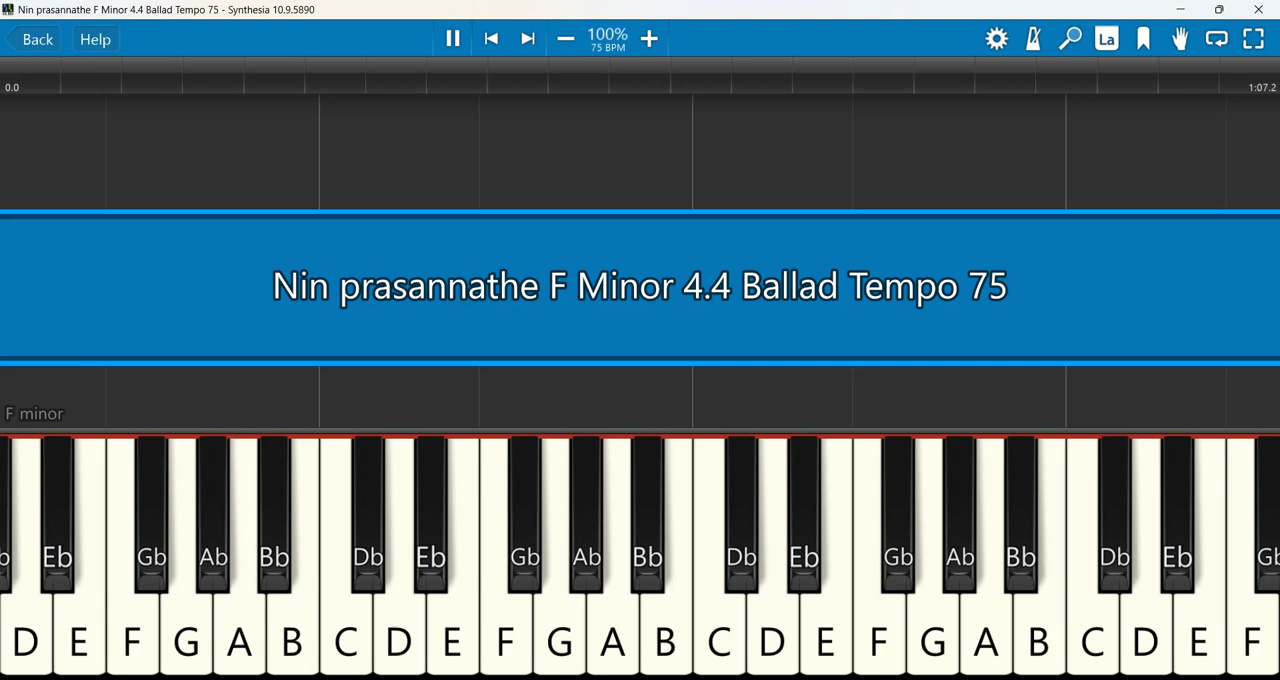 Nin prasannathe F Minor 4.4 Ballad Tempo 75 - Synthesia 10.9.5890
Back Help 100% La
75 BPM
0.0 1:07.2
Nin prasannathe F Minor 4.4 Ballad Tempo 75
F minor
b Eb Gb Ab Bb Db Eb Gb Ab Bb Db Eb Gb Ab Bb Db Eb Gb
D E F G A B C D E F G A B C D E F G A B C D E F